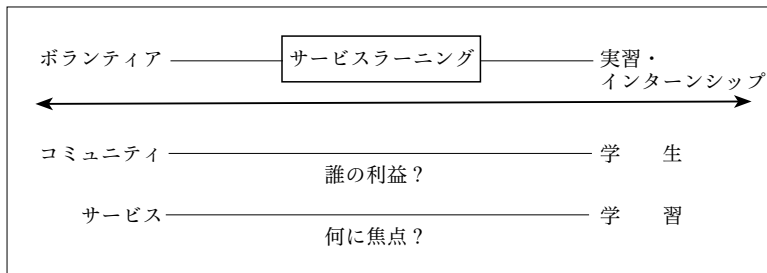 ボランティア サービスラーニング 実習・
インターンシップ
コミュニティ 学　生
誰の利益？
サービス 学　習
何に焦点？